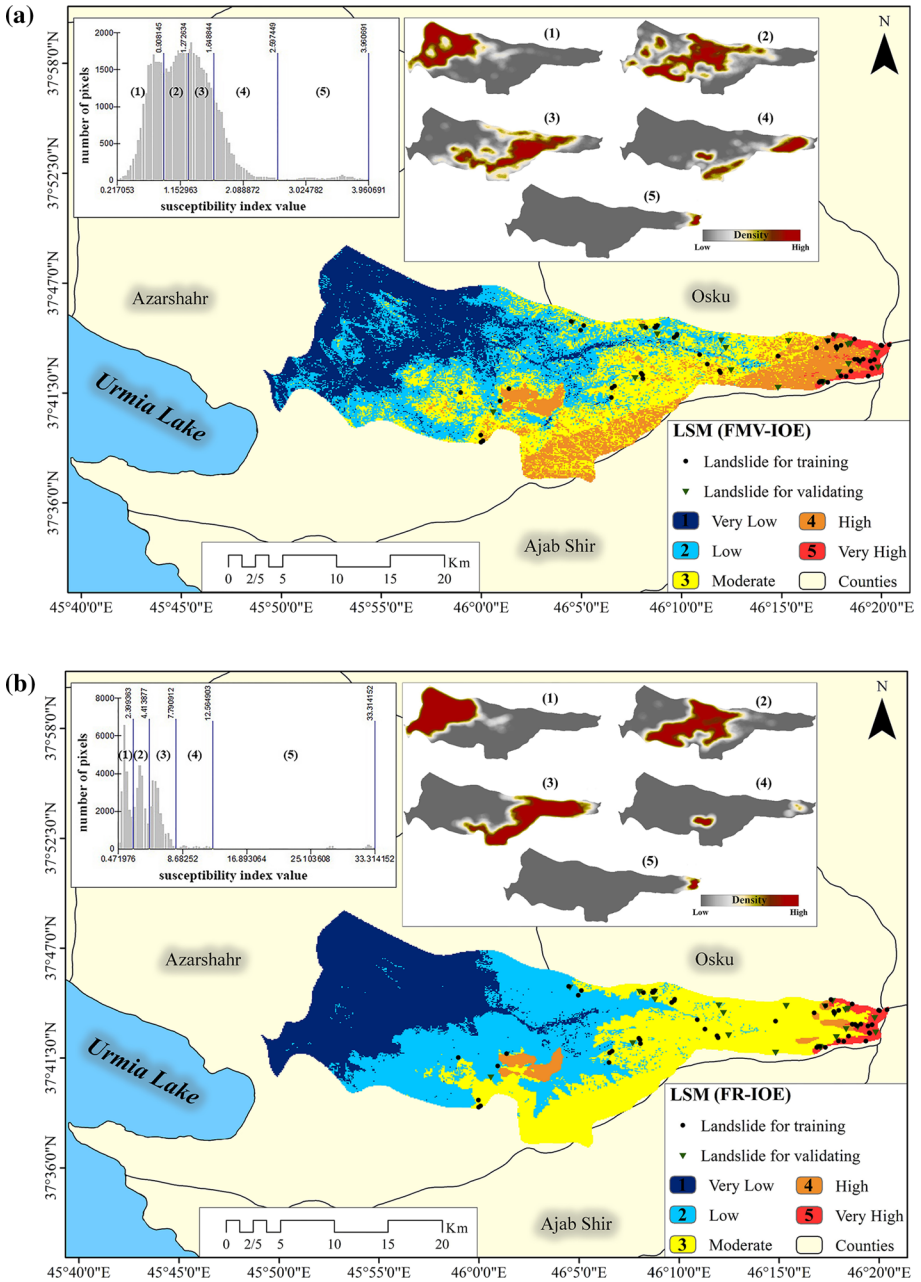 (a)
0.908145
1.272634
1.648844
2.597449
3.960691
2000
1500
1000
500
0
number of pixels
(1)
(2)
(3)
(4)
(5)
0.217053
1.152963
2.088872
3.024782
3.960691
susceptibility index value
(1)
(2)
(3)
(4)
(5)
Density
Low
High
N
37°58'0"N
37°52'30"N
37°47'0"N
37°41'30"N
37°36'0"N
Azarshahr
Osku
Urmia Lake
Ajab Shir
LSM (FMV-IOE)
Landslide for training
Landslide for validating
1 Very Low
4 High
2 Low
5 Very High
3 Moderate
Counties
Km
0 2/5 5 10 15 20
45°40'0"E 45°45'0"E 45°50'0"E 45°55'0"E 46°0'0"E 46°5'0"E 46°10'0"E 46°15'0"E 46°20'0"E
(b)
2.399363
4.413877
7.790912
12.564903
33.314152
8000
6000
4000
2000
0
number of pixels
(1)
(2)
(3)
(4)
(5)
0.471976
8.68252
16.893064
25.103608
33.314152
susceptibility index value
(1)
(2)
(3)
(4)
(5)
Density
Low
High
N
37°58'0"N
37°52'30"N
37°47'0"N
37°41'30"N
37°36'0"N
Azarshahr
Osku
Urmia Lake
Ajab Shir
LSM (FR-IOE)
Landslide for training
Landslide for validating
1 Very Low
4 High
2 Low
5 Very High
3 Moderate
Counties
Km
0 2/5 5 10 15 20
45°40'0"E 45°45'0"E 45°50'0"E 45°55'0"E 46°0'0"E 46°5'0"E 46°10'0"E 46°15'0"E 46°20'0"E